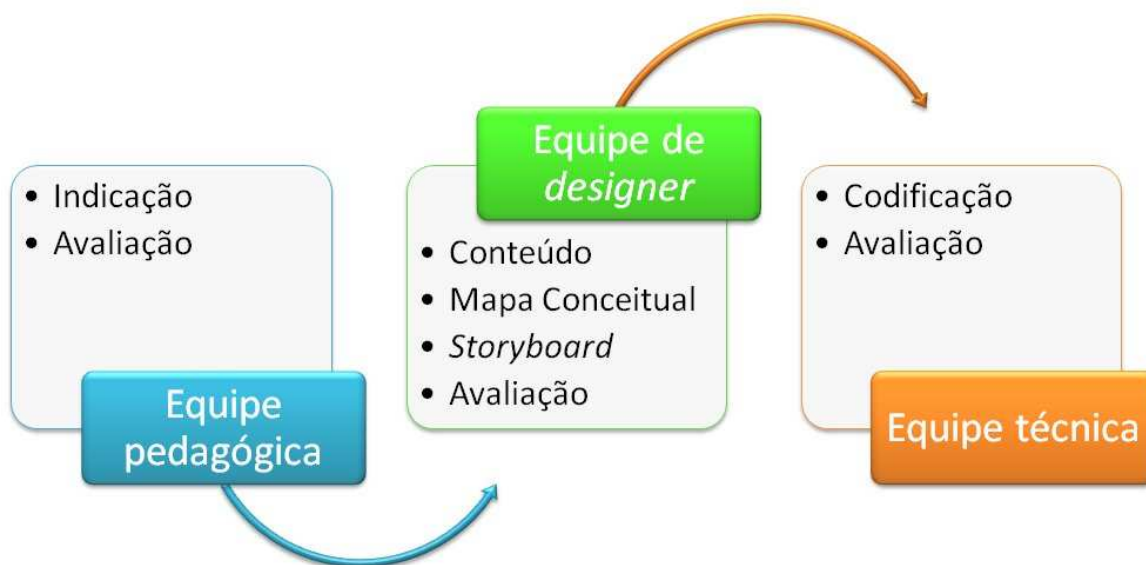 • Indicação
• Avaliação
Equipe
pedagógica
Equipe de
designer
• Conteúdo
• Mapa Conceitual
• Storyboard
• Avaliação
• Codificação
• Avaliação
Equipe técnica